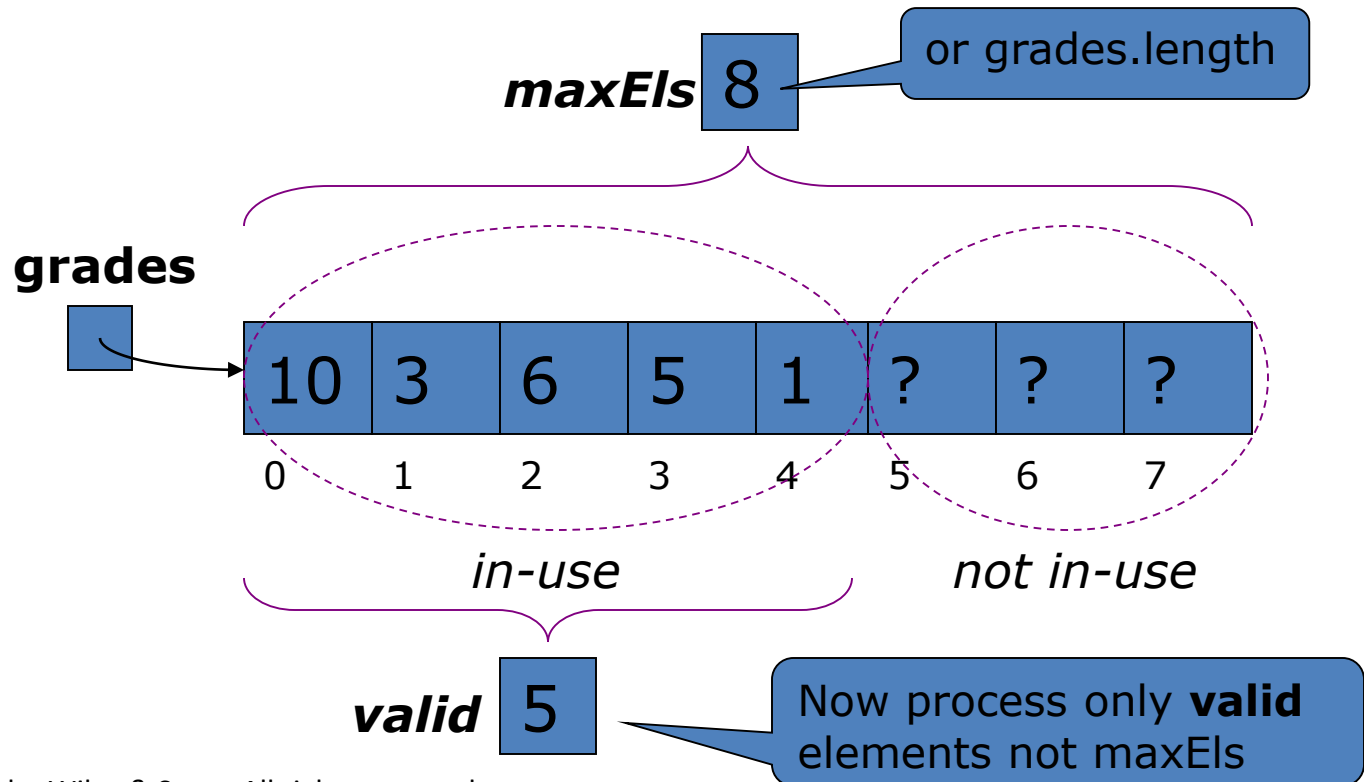 or grades.length
maxEls 8
grades
10 3 6 5 1 ? ? ?
0 1 2 3 4 5 6 7
in-use not in-use
valid 5
Now process only valid
elements not maxEls